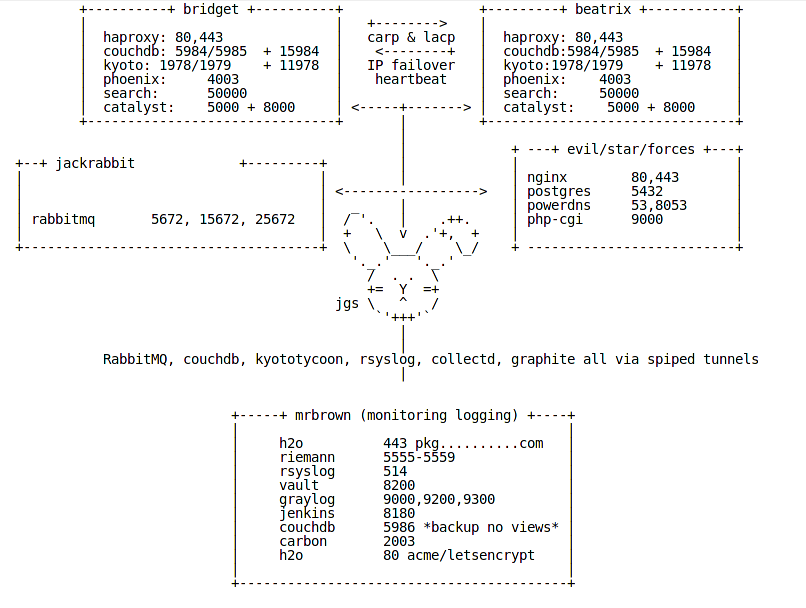 bridget
haproxy: 80,443
couchdb: 5984/5985 + 15984
kyoto: 1978/1979 + 11978
phoenix: 4003
search: 50000
catalyst: 5000 + 8000
carp & lacp
IP failover
heartbeat
beatrix
haproxy: 80,443
couchdb:5984/5985 + 15984
kyoto:1978/1979 + 11978
phoenix: 4003
search: 50000
catalyst: 5000 + 8000
jackrabbit
rabbitmq 5672, 15672, 25672
evil/star/forces
nginx 80,443
postgres 5432
powerdns 53,8053
php-cgi 9000
jgs
RabbitMQ, couchdb, kyototycoon, rsyslog, collectd, graphite all via spiped tunnels
mrbrown (monitoring logging)
h2o 443 pkg..........com
riemann 5555-5559
rsyslog 514
vault 8200
graylog 9000,9200,9300
jenkins 8180
couchdb 5986 *backup no views*
carbon 2003
h2o 80 acme/letsencrypt